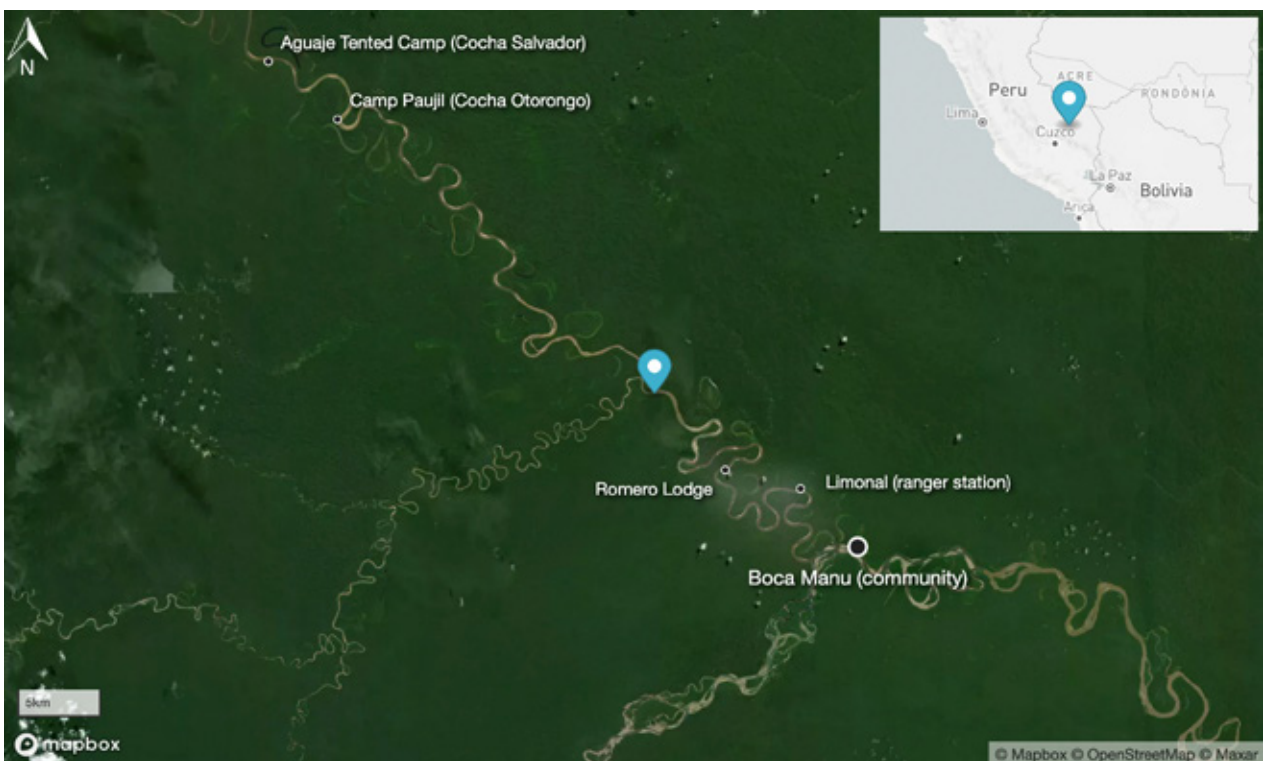 N
Aguaje Tented Camp (Cocha Salvador)
Camp Paujil (Cocha Otorongo)
ACRE
Peru
RONDÔNIA
Lima
Cuzco
La Paz
Bolivia
Arica
Romero Lodge
Limonal (ranger station)
Boca Manu (community)
5km
mapbox
© Mapbox © OpenStreetMap © Maxar